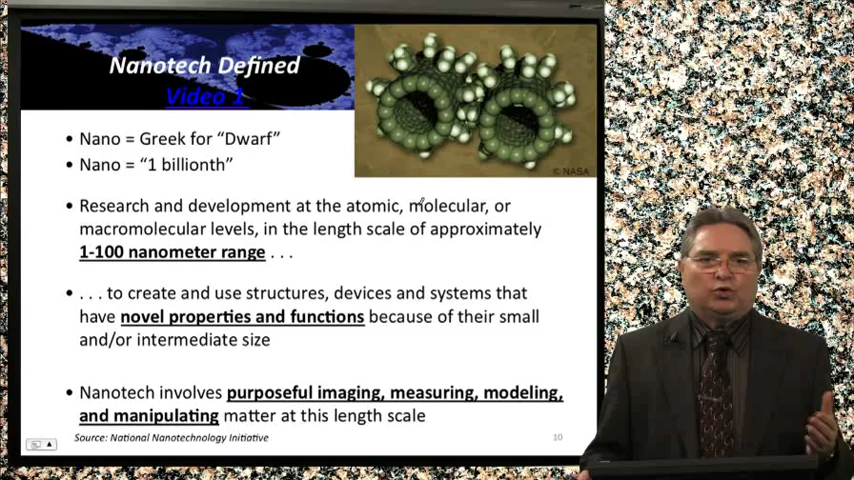 Nanotech Defined
Video 1
© NASA
• Nano = Greek for “Dwarf”
• Nano = “1 billionth”
• Research and development at the atomic, molecular, or
macromolecular levels, in the length scale of approximately
1-100 nanometer range . . .
• . . . to create and use structures, devices and systems that
have novel properties and functions because of their small
and/or intermediate size
• Nanotech involves purposeful imaging, measuring, modeling,
and manipulating matter at this length scale
Source: National Nanotechnology Initiative
10